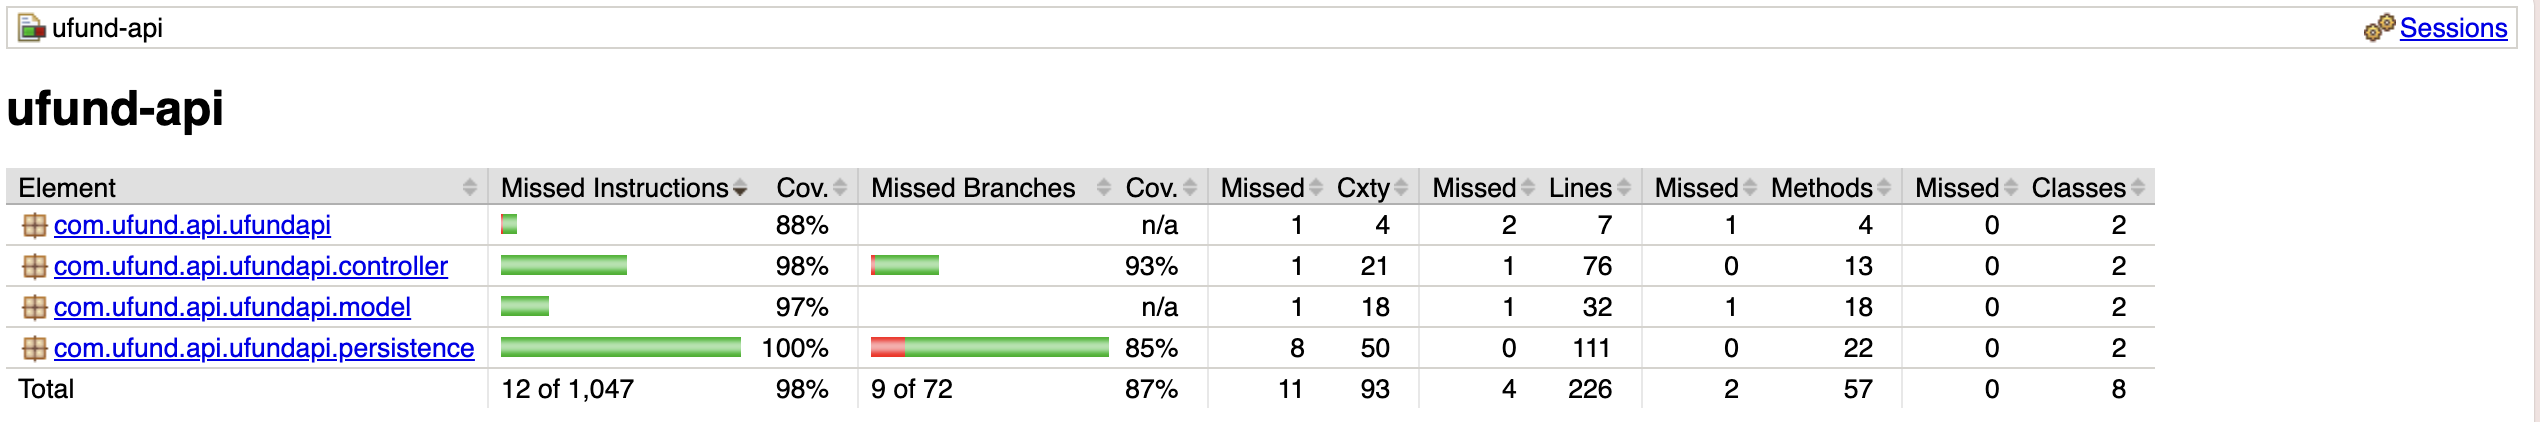 ufund-api Sessions
ufund-api
Element Missed Instructions Cov. Missed Branches Cov. Missed Cxty Missed Lines Missed Methods Missed Classes
com.ufund.api.ufundapi 88% n/a 1 4 2 7 1 4 0 2
com.ufund.api.ufundapi.controller 98% 93% 1 21 1 76 0 13 0 2
com.ufund.api.ufundapi.model 97% n/a 1 18 1 32 1 18 0 2
com.ufund.api.ufundapi.persistence 100% 85% 8 50 0 111 0 22 0 2
Total 12 of 1,047 98% 9 of 72 87% 11 93 4 226 2 57 0 8